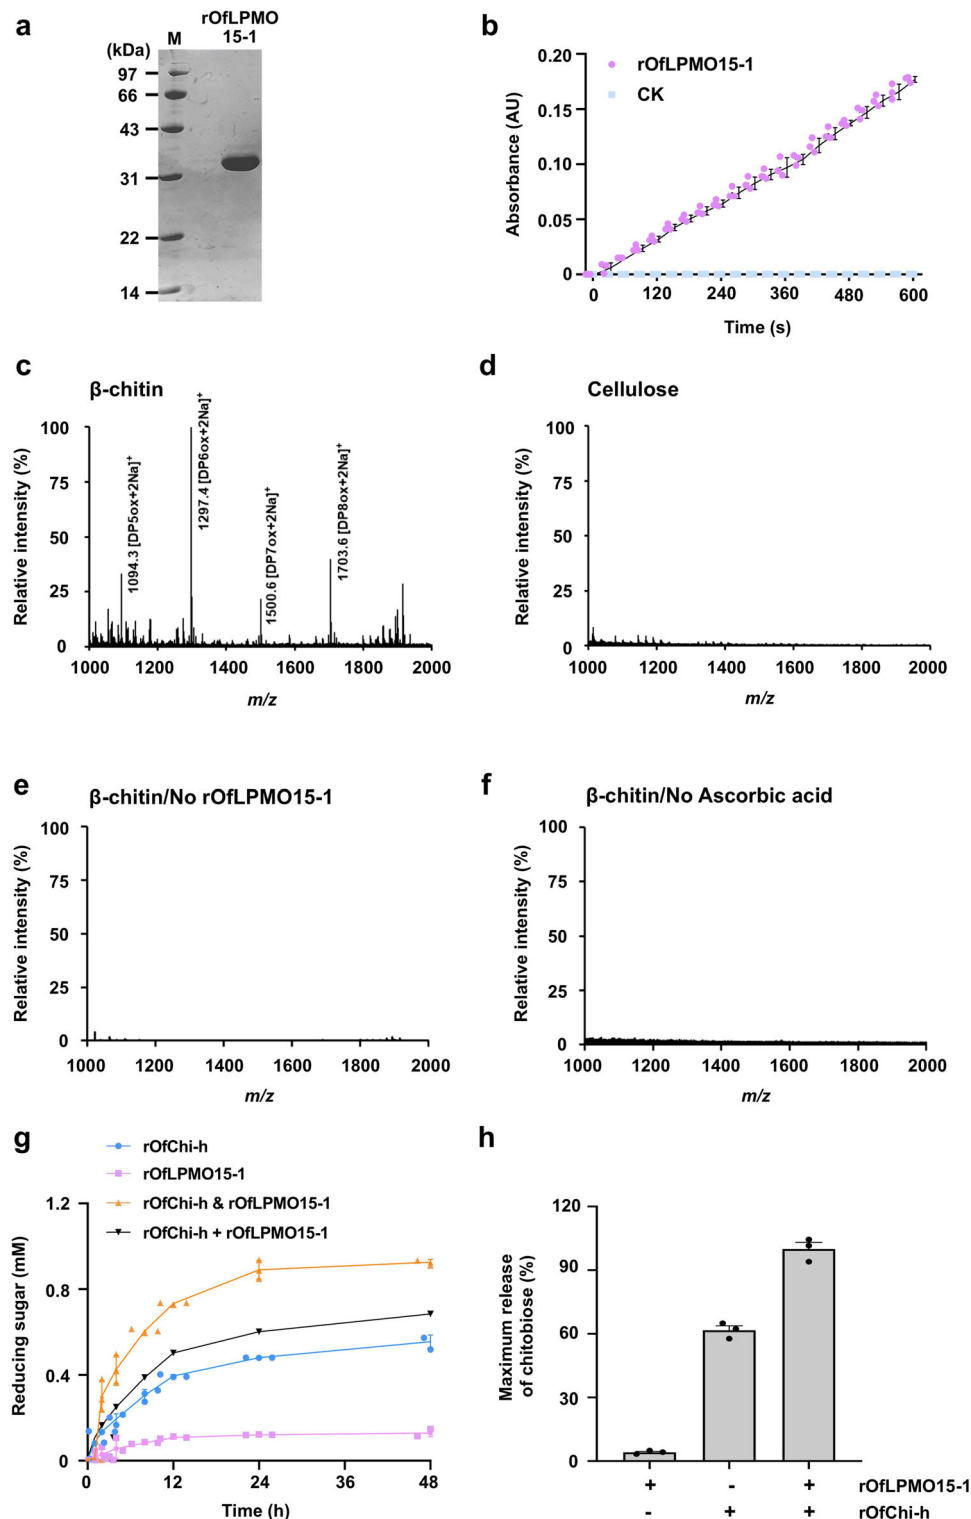 a
rOfLPMO
15-1
M
(kDa)
97
66
43
31
22
14
b
rOfLPMO15-1
CK
Absorbance (AU)
0.20
0.15
0.10
0.05
0
0 120 240 360 480 600
Time (s)
c
β-chitin
Relative intensity (%)
100
75
50
25
0
1094.3 [DP5ox+2Na]⁺
1297.4 [DP6ox+2Na]⁺
1500.6 [DP7ox+2Na]⁺
1703.6 [DP8ox+2Na]⁺
1000 1200 1400 1600 1800 2000
m/z
d
Cellulose
Relative intensity (%)
100
75
50
25
0
1000 1200 1400 1600 1800 2000
m/z
e
β-chitin/No rOfLPMO15-1
Relative intensity (%)
100
75
50
25
0
1000 1200 1400 1600 1800 2000
m/z
f
β-chitin/No Ascorbic acid
Relative intensity (%)
100
75
50
25
0
1000 1200 1400 1600 1800 2000
m/z
g
rOfChi-h
rOfLPMO15-1
rOfChi-h & rOfLPMO15-1
rOfChi-h + rOfLPMO15-1
Reducing sugar (mM)
1.2
0.8
0.4
0
0 12 24 36 48
Time (h)
h
Maximum release
of chitobiose (%)
120
90
60
30
0
+ - + rOfLPMO15-1
- + + rOfChi-h